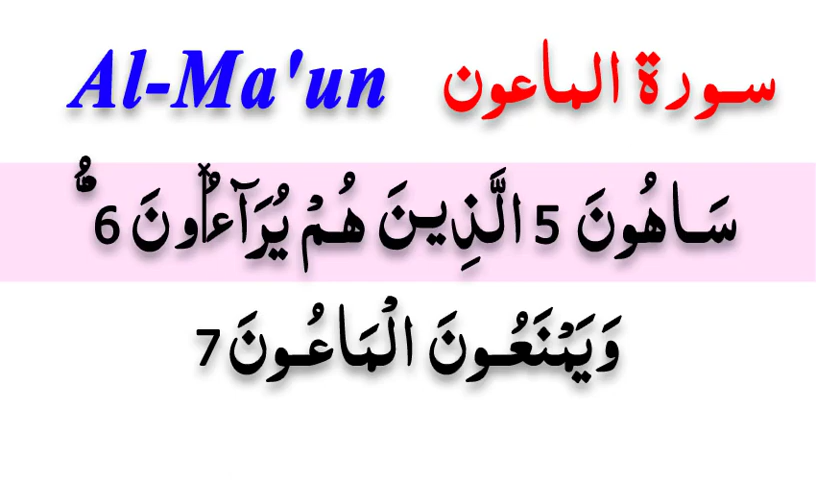 Al-Ma'un سورة الماعون
سَاهُونَ 5 الَّذِينَ هُمْ يُرَآءُونَ 6
وَيَمْنَعُونَ الْمَاعُونَ 7